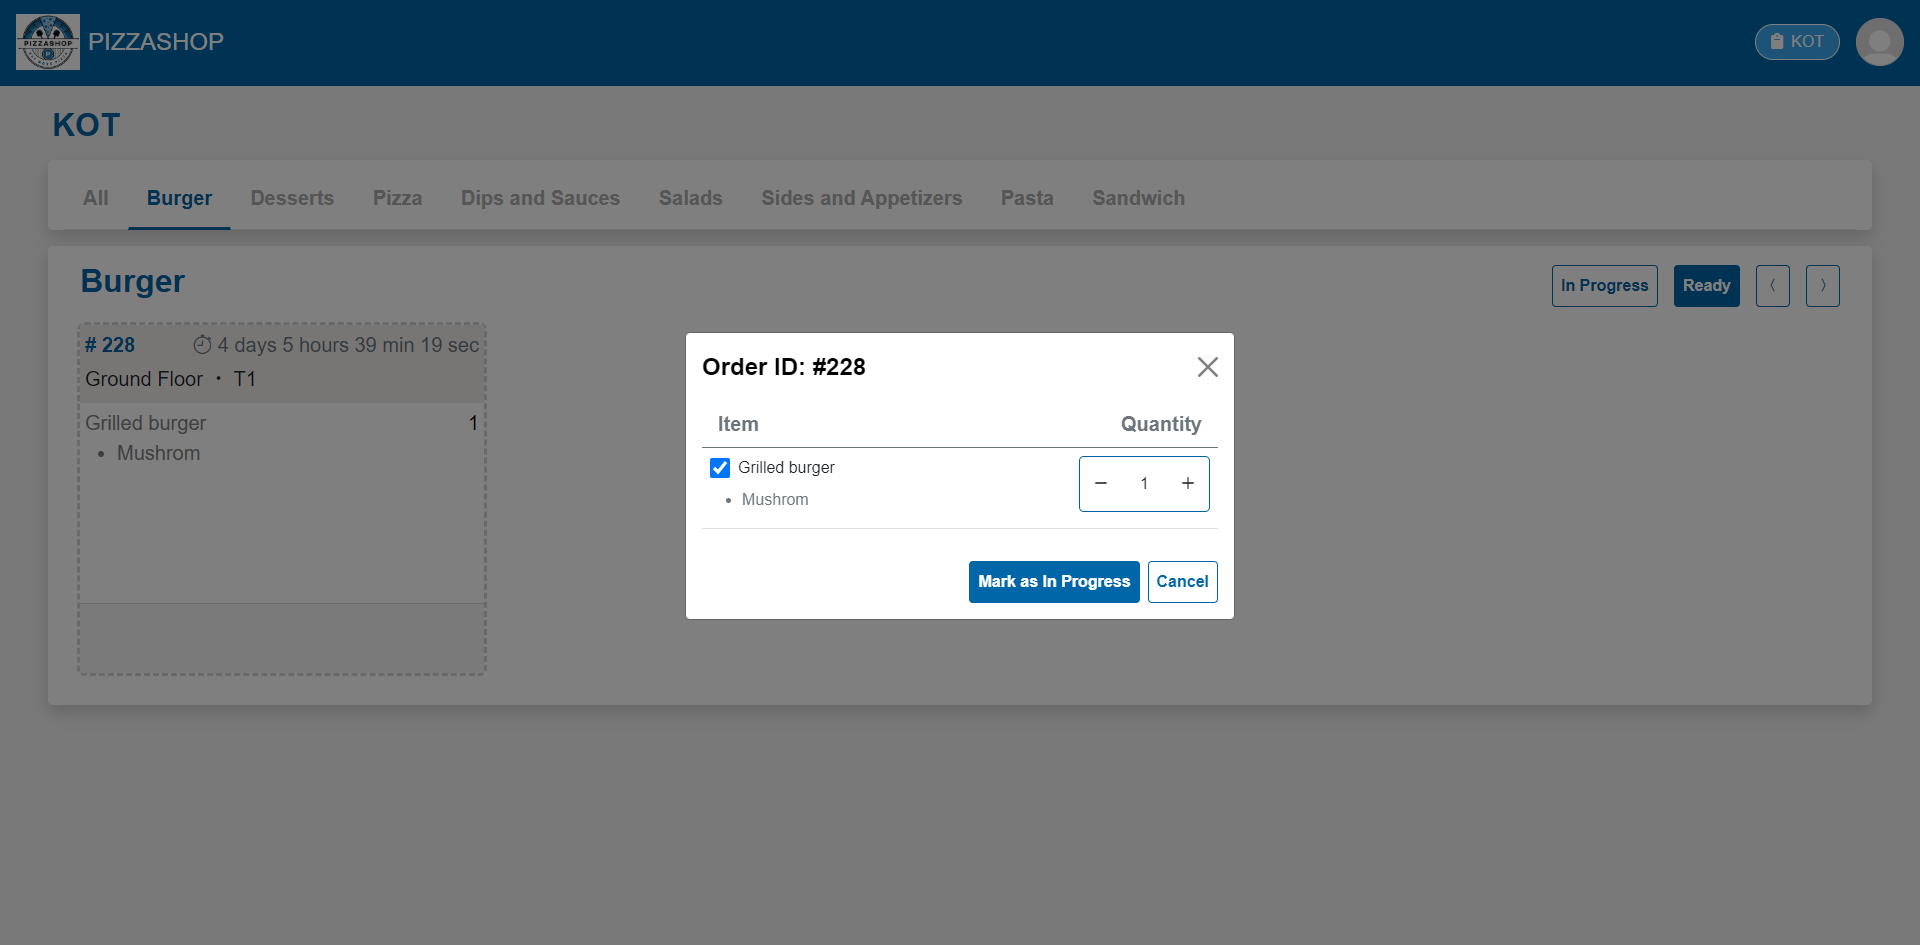 PIZZASHOP
PIZZASHOP
KOT
KOT
All Burger Desserts Pizza Dips and Sauces Salads Sides and Appetizers Pasta Sandwich
Burger
In Progress Ready
# 228 4 days 5 hours 39 min 19 sec
Ground Floor • T1
Grilled burger 1
• Mushrom
Order ID: #228
Item Quantity
Grilled burger
− 1 +
• Mushrom
Mark as In Progress Cancel